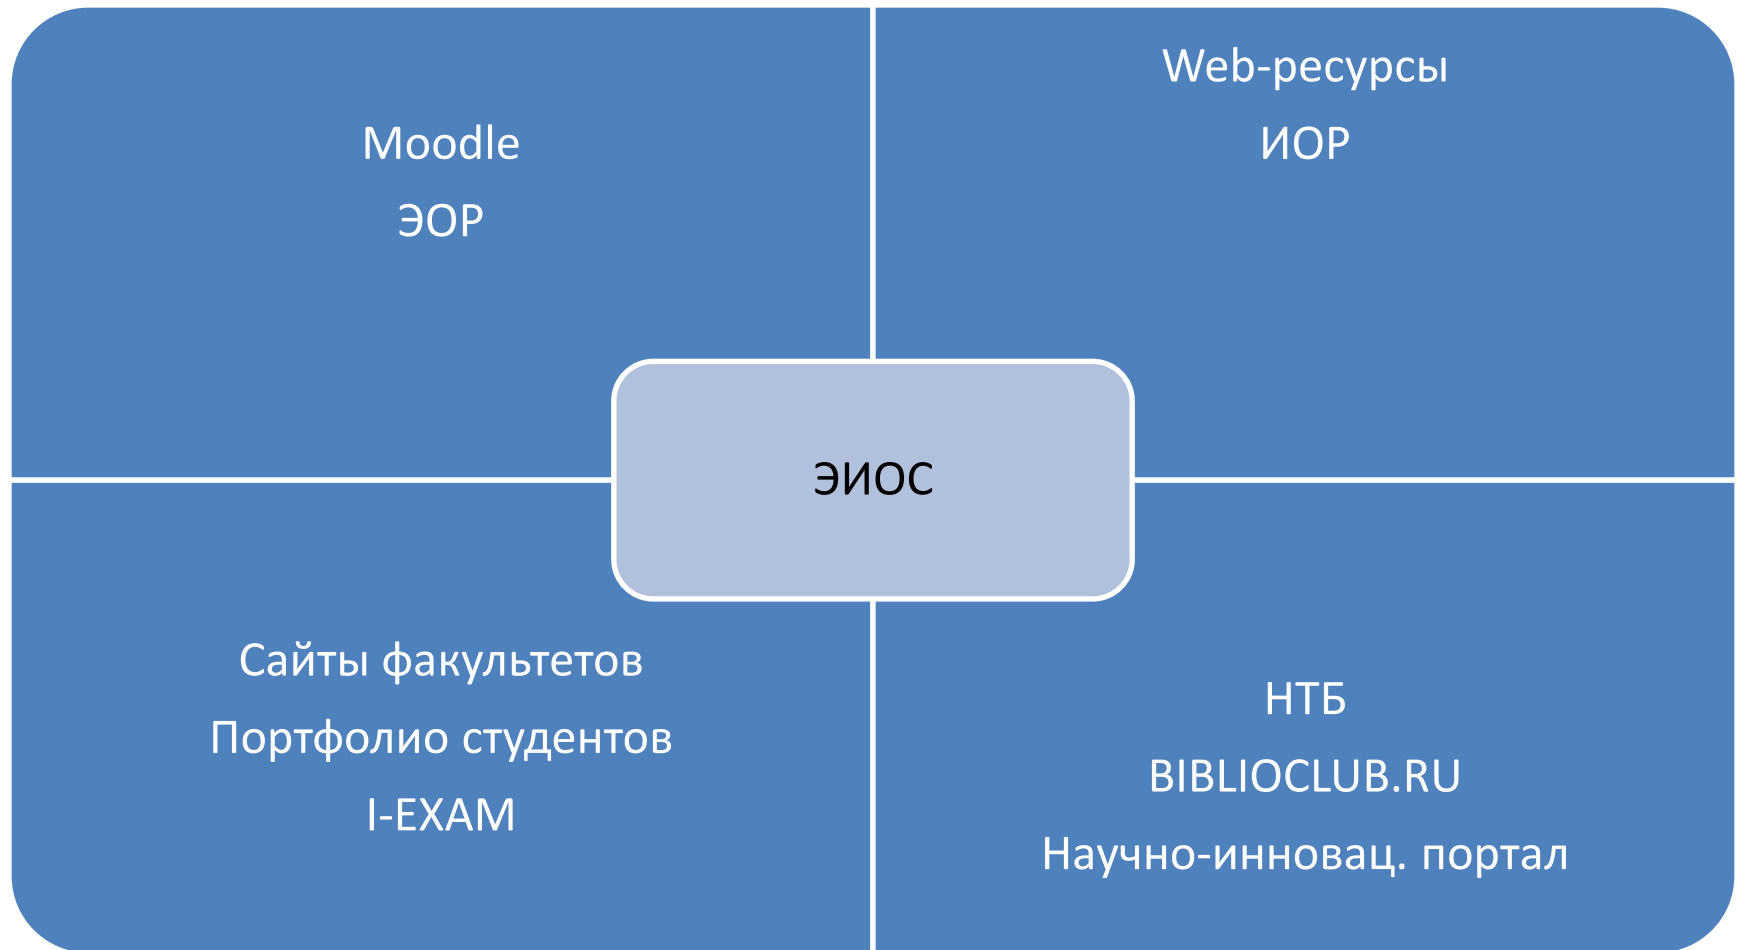 Moodle
ЭОР
Web-ресурсы
ИОР
ЭИОС
Сайты факультетов
Портфолио студентов
I-EXAM
НТБ
BIBLIOCLUB.RU
Научно-инновац. портал